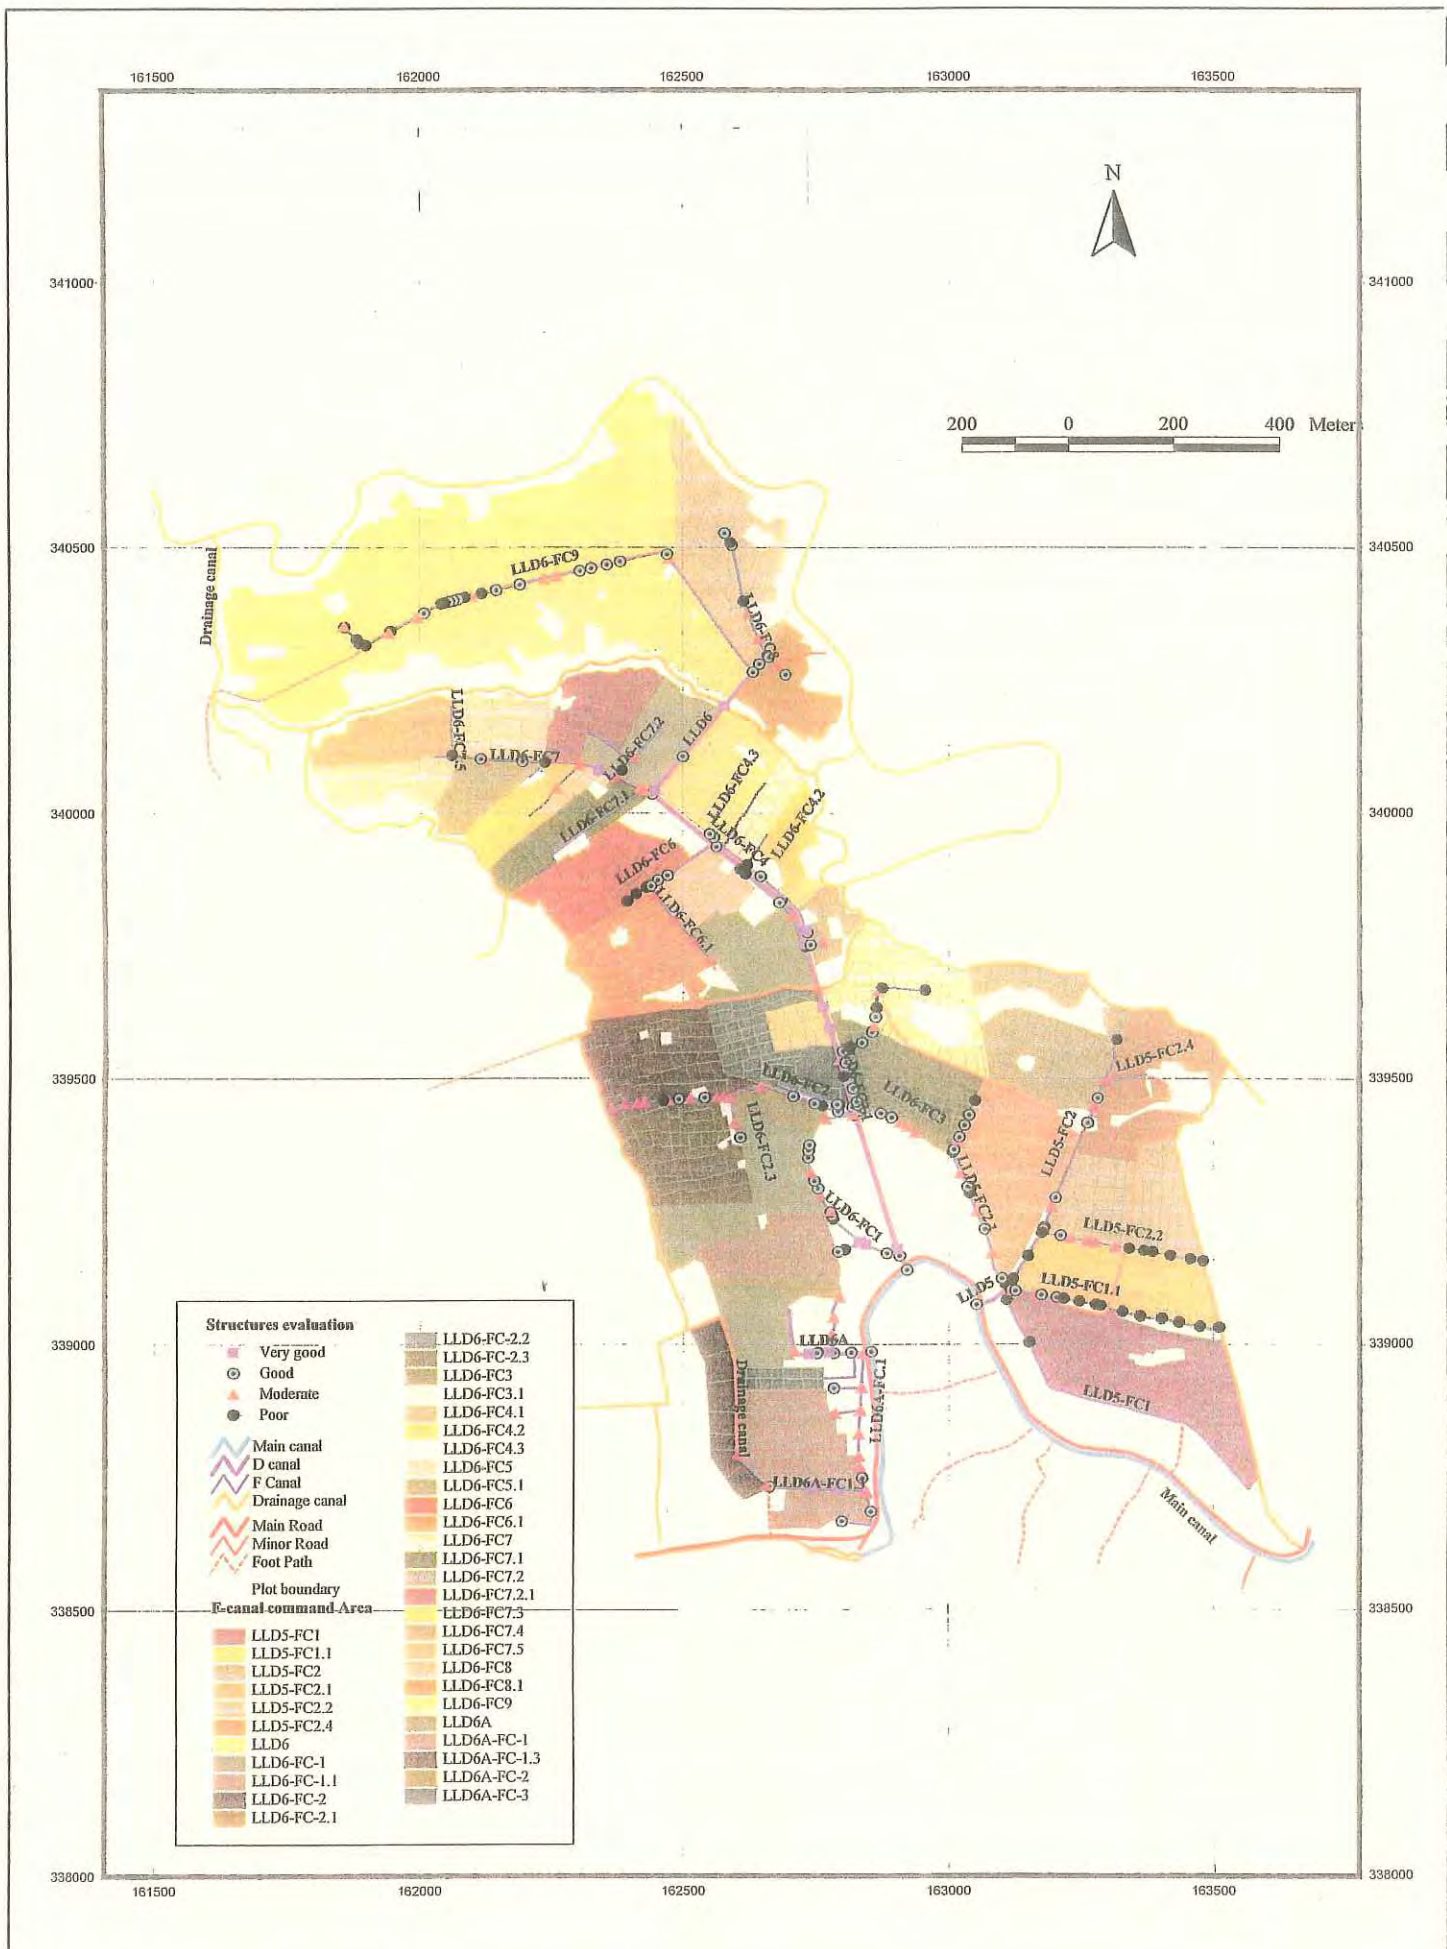 161500 162000 162500 163000 163500
N
341000 341000
200 0 200 400 Meter
340500 340500
LLD6-FC9
Drainage canal
LLD6-FC8
LLD6-FC7.5
LLD6-FC7
LLD6-FC7.2
LLD6
LLD6-FC4.3
LLD6-FC7.1
LLD6-FC4
LLD6-FC4.2
340000 340000
LLD6-FC6
LLD6-FC6.1
339500 339500
LLD6-FC2
LLD6-FC3
LLD5-FC2.4
LLD6-FC2.3
LLD5-FC2
LLD5-FC2.1
LLD6-FC1
LLD5-FC2.2
LLD5
LLD5-FC1.1
339000 339000
LLD6A
LLD6A-FC.1
LLD5-FC1
Drainage canal
LLD6A-FC1.3
Main canal
338500 338500
Structures evaluation
Very good
Good
Moderate
Poor
Main canal
D canal
F Canal
Drainage canal
Main Road
Minor Road
Foot Path
Plot boundary
F-canal command Area
LLD5-FC1
LLD5-FC1.1
LLD5-FC2
LLD5-FC2.1
LLD5-FC2.2
LLD5-FC2.4
LLD6
LLD6-FC-1
LLD6-FC-1.1
LLD6-FC-2
LLD6-FC-2.1
LLD6-FC-2.2
LLD6-FC-2.3
LLD6-FC3
LLD6-FC3.1
LLD6-FC4.1
LLD6-FC4.2
LLD6-FC4.3
LLD6-FC5
LLD6-FC5.1
LLD6-FC6
LLD6-FC6.1
LLD6-FC7
LLD6-FC7.1
LLD6-FC7.2
LLD6-FC7.2.1
LLD6-FC7.3
LLD6-FC7.4
LLD6-FC7.5
LLD6-FC8
LLD6-FC8.1
LLD6-FC9
LLD6A
LLD6A-FC-1
LLD6A-FC-1.3
LLD6A-FC-2
LLD6A-FC-3
338000 338000
161500 162000 162500 163000 163500